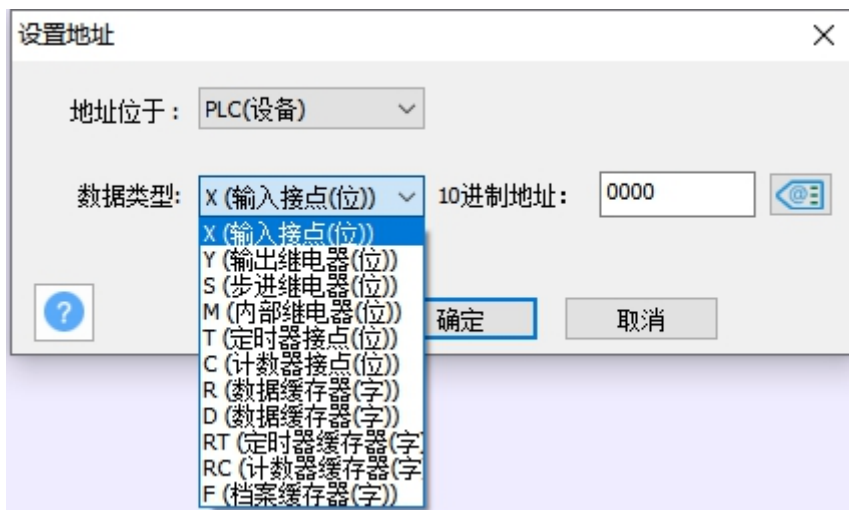 设置地址
地址位于： PLC(设备)
数据类型: X (输入接点(位)) 10进制地址： 0000
X (输入接点(位))
Y (输出继电器(位))
S (步进继电器(位))
M (内部继电器(位))
T (定时器接点(位))
C (计数器接点(位))
R (数据缓存器(字))
D (数据缓存器(字))
RT (定时器缓存器(字
RC (计数器缓存器(字
F (档案缓存器(字))
?
确定 取消